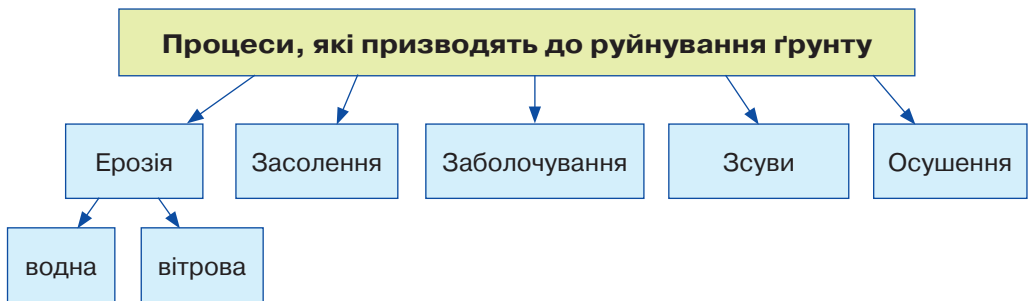 Процеси, які призводять до руйнування ґрунту
Ерозія
Засолення
Заболочування
Зсуви
Осушення
водна
вітрова